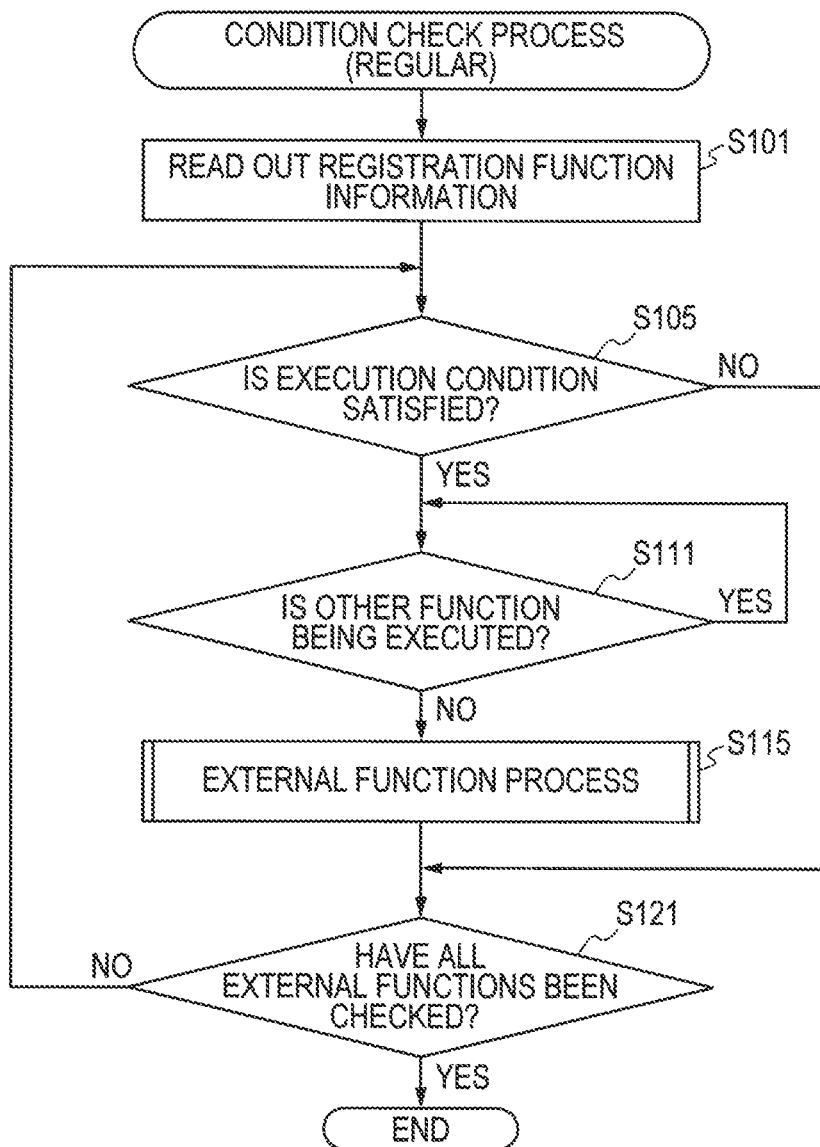 CONDITION CHECK PROCESS
(REGULAR)
S101
READ OUT REGISTRATION FUNCTION
INFORMATION
S105
IS EXECUTION CONDITION
SATISFIED?
NO
YES
S111
IS OTHER FUNCTION
BEING EXECUTED?
YES
NO
S115
EXTERNAL FUNCTION PROCESS
S121
HAVE ALL
EXTERNAL FUNCTIONS BEEN
CHECKED?
NO
YES
END